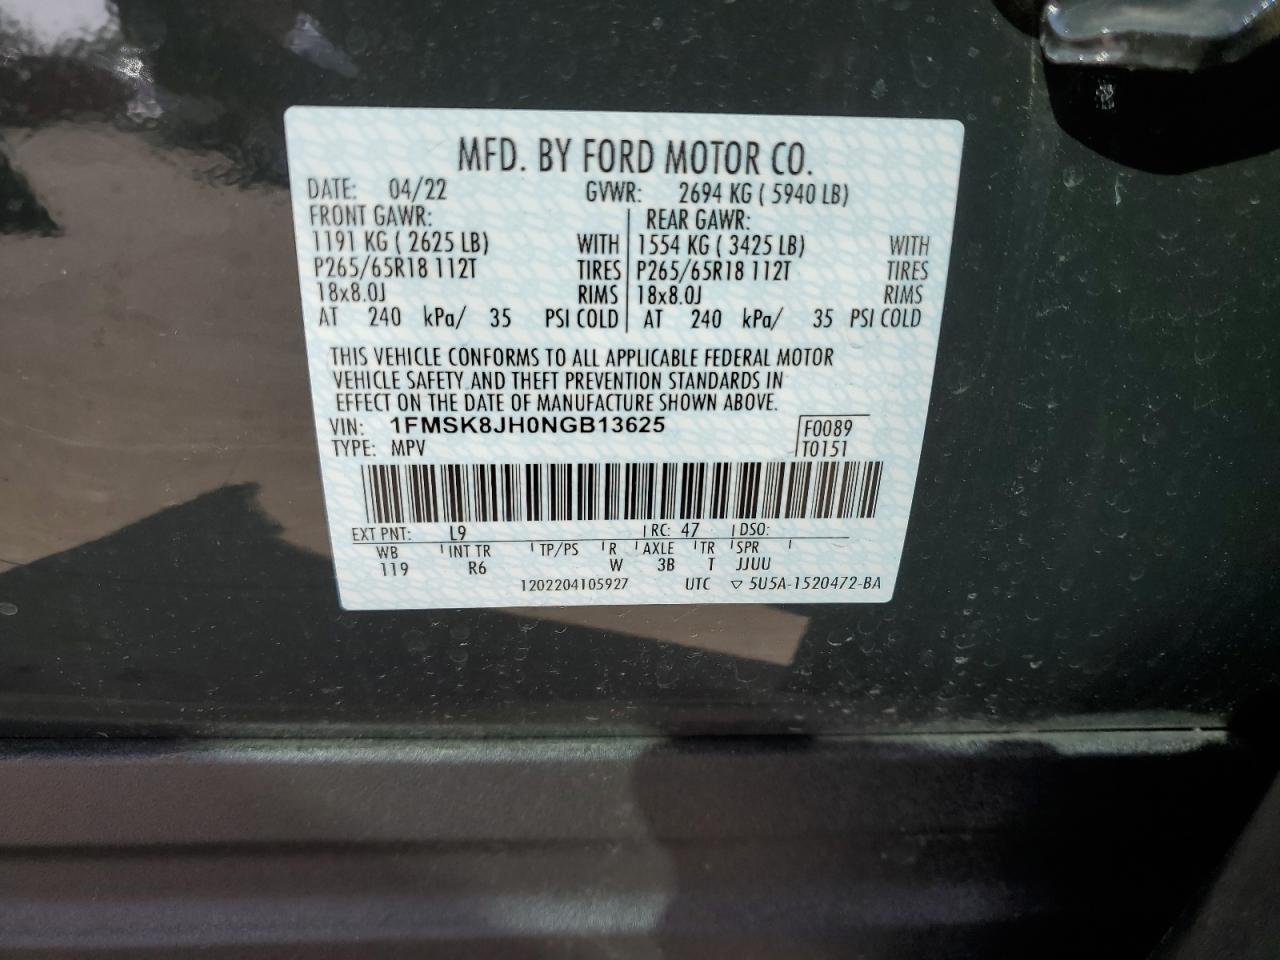 MFD. BY FORD MOTOR CO.
DATE: 04/22 GVWR: 2694 KG ( 5940 LB)
FRONT GAWR: REAR GAWR:
1191 KG ( 2625 LB) WITH 1554 KG ( 3425 LB) WITH
P265/65R18 112T TIRES P265/65R18 112T TIRES
18x8.0J RIMS 18x8.0J RIMS
AT 240 kPa/ 35 PSI COLD AT 240 kPa/ 35 PSI COLD
THIS VEHICLE CONFORMS TO ALL APPLICABLE FEDERAL MOTOR
VEHICLE SAFETY AND THEFT PREVENTION STANDARDS IN
EFFECT ON THE DATE OF MANUFACTURE SHOWN ABOVE.
VIN: 1FMSK8JH0NGB13625 F0089
TYPE: MPV T0151
EXT PNT: L9 RC: 47 DSO:
WB INT TR TP/PS R AXLE TR SPR
119 R6 W 3B T JJUU
1202204105927 UTC ▽ 5U5A-1520472-BA